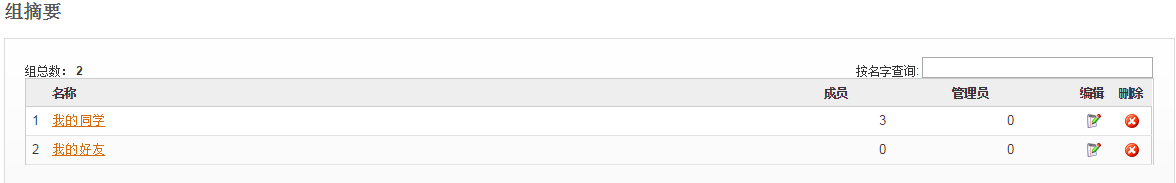 组摘要
组总数： 2 按名字查询:
名称 成员 管理员 编辑 删除
1 我的同学 3 0
2 我的好友 0 0